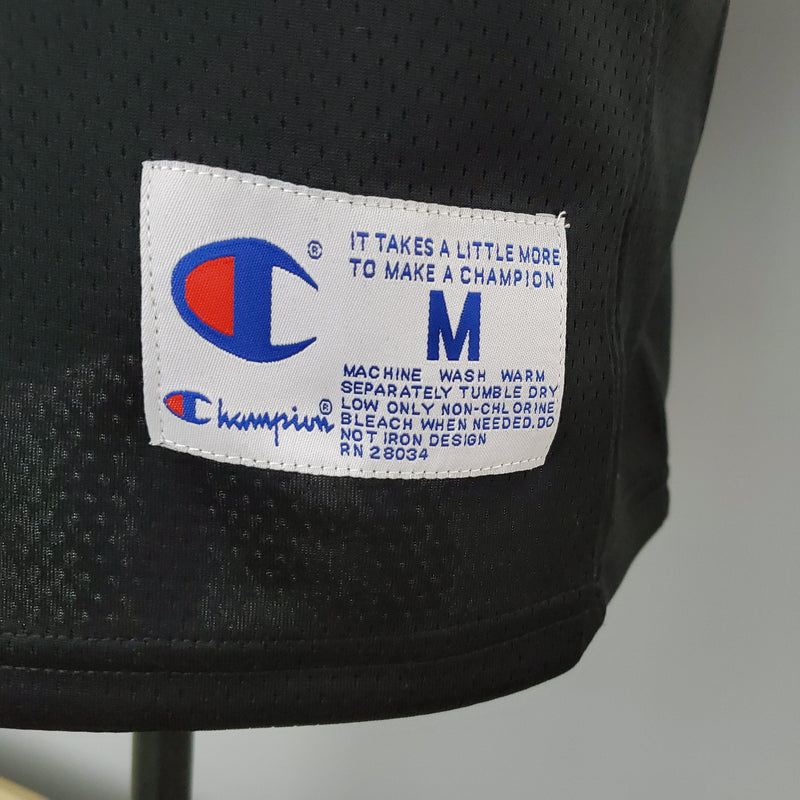 ®
IT TAKES A LITTLE MORE
TO MAKE A CHAMPION
M
Champion®
MACHINE WASH WARM
SEPARATELY TUMBLE DRY
LOW ONLY NON-CHLORINE
BLEACH WHEN NEEDED.DO
NOT IRON DESIGN
RN 28034